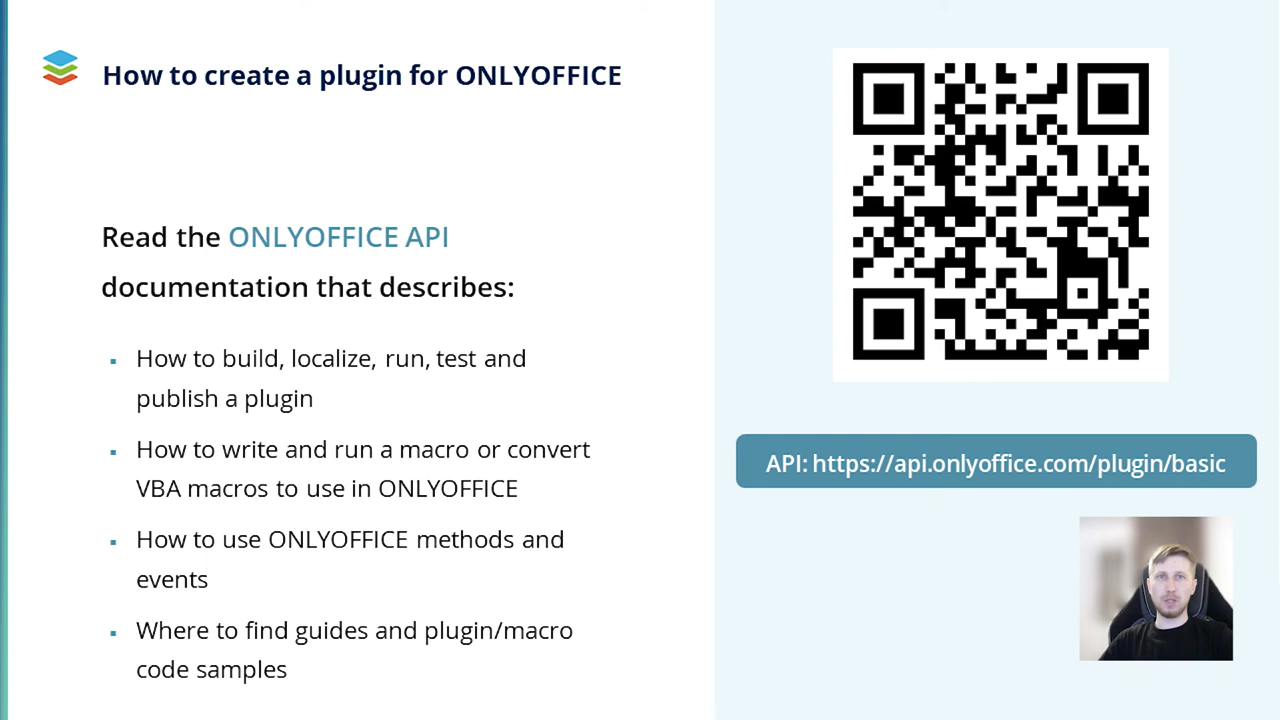 How to create a plugin for ONLYOFFICE
Read the ONLYOFFICE API
documentation that describes:
How to build, localize, run, test and
publish a plugin
How to write and run a macro or convert
VBA macros to use in ONLYOFFICE
How to use ONLYOFFICE methods and
events
Where to find guides and plugin/macro
code samples
API: https://api.onlyoffice.com/plugin/basic